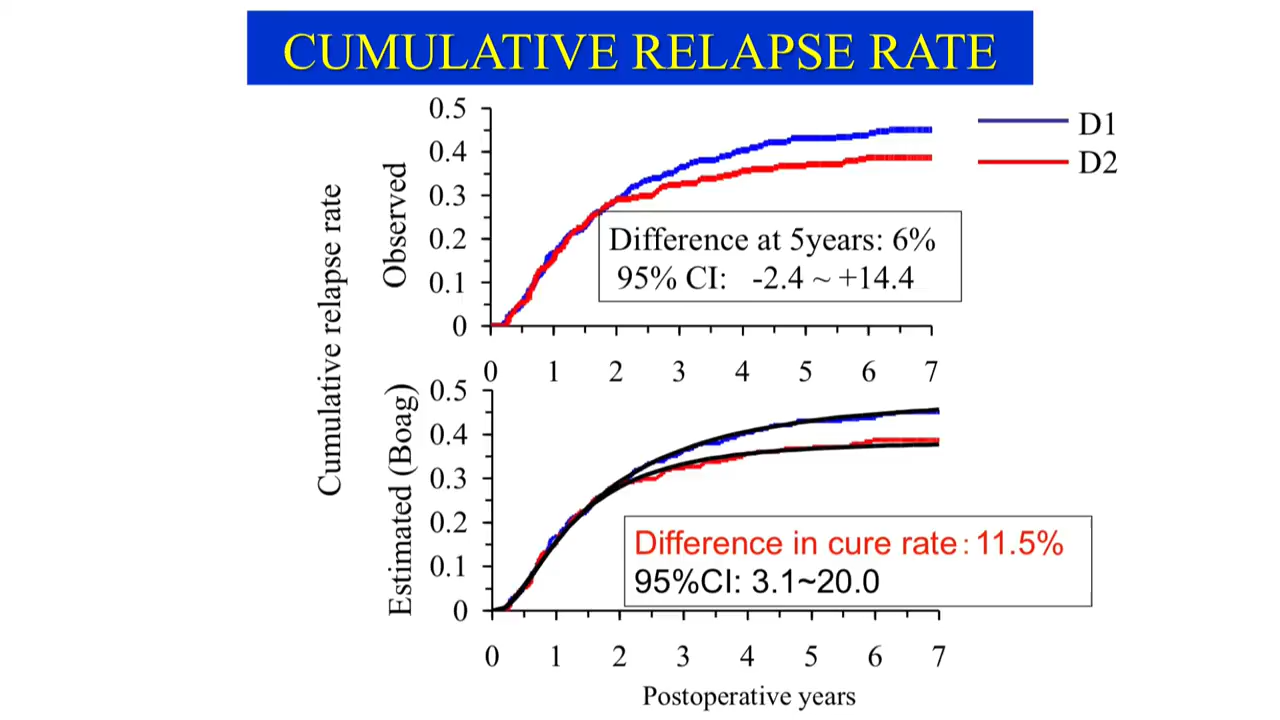 CUMULATIVE RELAPSE RATE
Cumulative relapse rate
Observed
0.5
0.4
0.3
0.2
0.1
0
0 1 2 3 4 5 6 7
D1
D2
Difference at 5years: 6%
95% CI: -2.4 ~ +14.4
Estimated (Boag)
0.5
0.4
0.3
0.2
0.1
0
Difference in cure rate：11.5%
95%CI: 3.1~20.0
0 1 2 3 4 5 6 7
Postoperative years